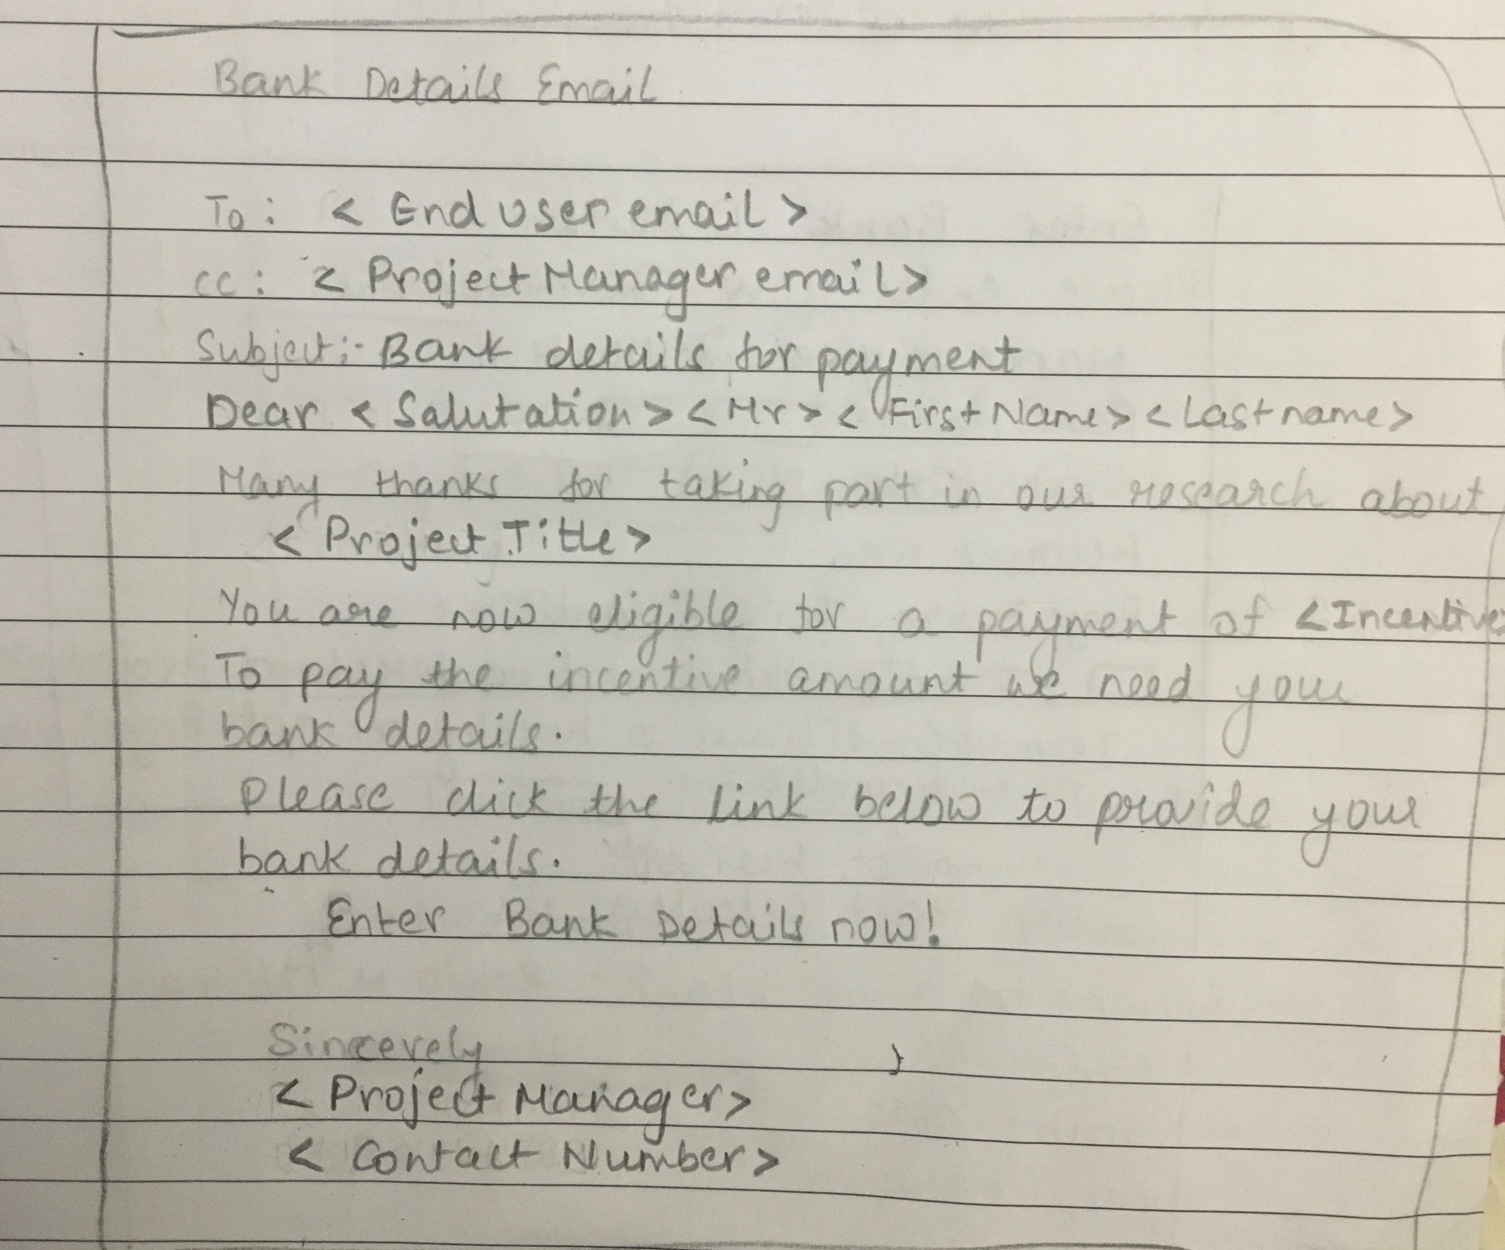 Bank Details Email
To: < End user email >
cc: < Project Manager email >
Subject:- Bank details for payment
Dear < Salutation > < Mr > < First Name > < Last name >
Many thanks for taking part in our research about
< Project Title >
You are now eligible for a payment of < Incentive
To pay the incentive amount we need your
bank details.
Please click the link below to provide your
bank details.
Enter Bank Details now!
Sincerely
< Project Manager >
< Contact Number >